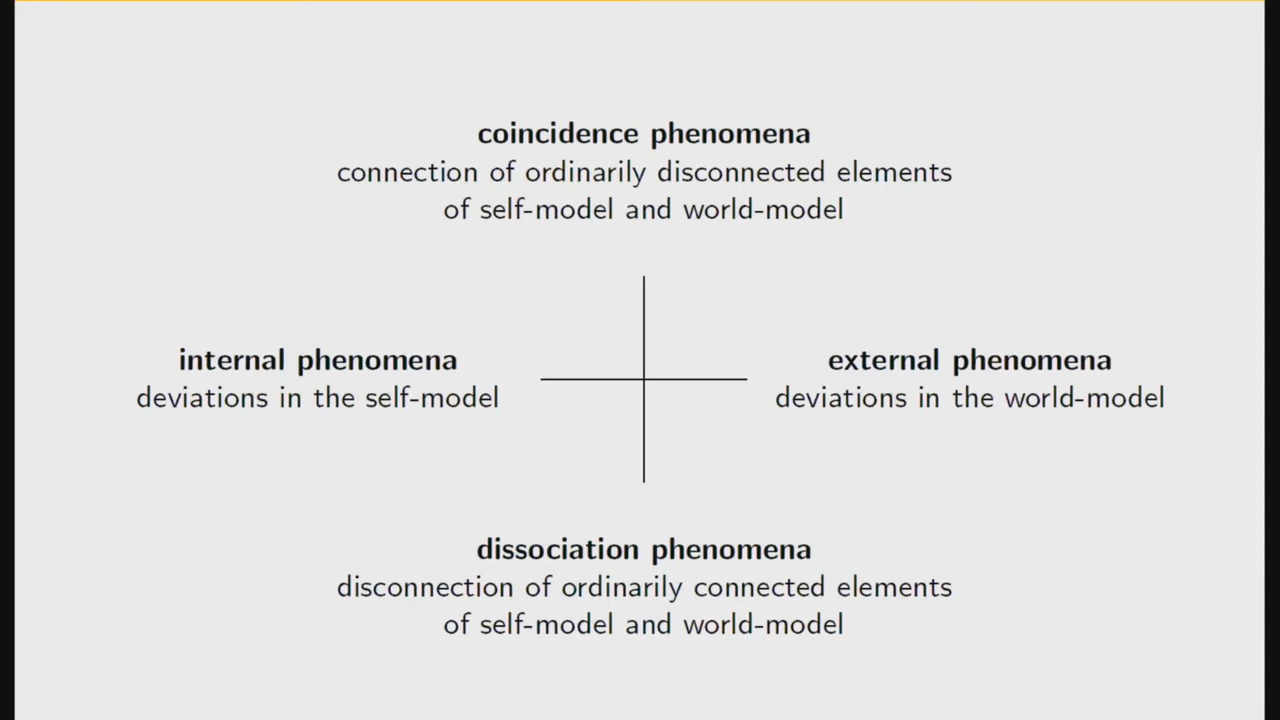 coincidence phenomena
connection of ordinarily disconnected elements
of self-model and world-model
internal phenomena
deviations in the self-model
external phenomena
deviations in the world-model
dissociation phenomena
disconnection of ordinarily connected elements
of self-model and world-model